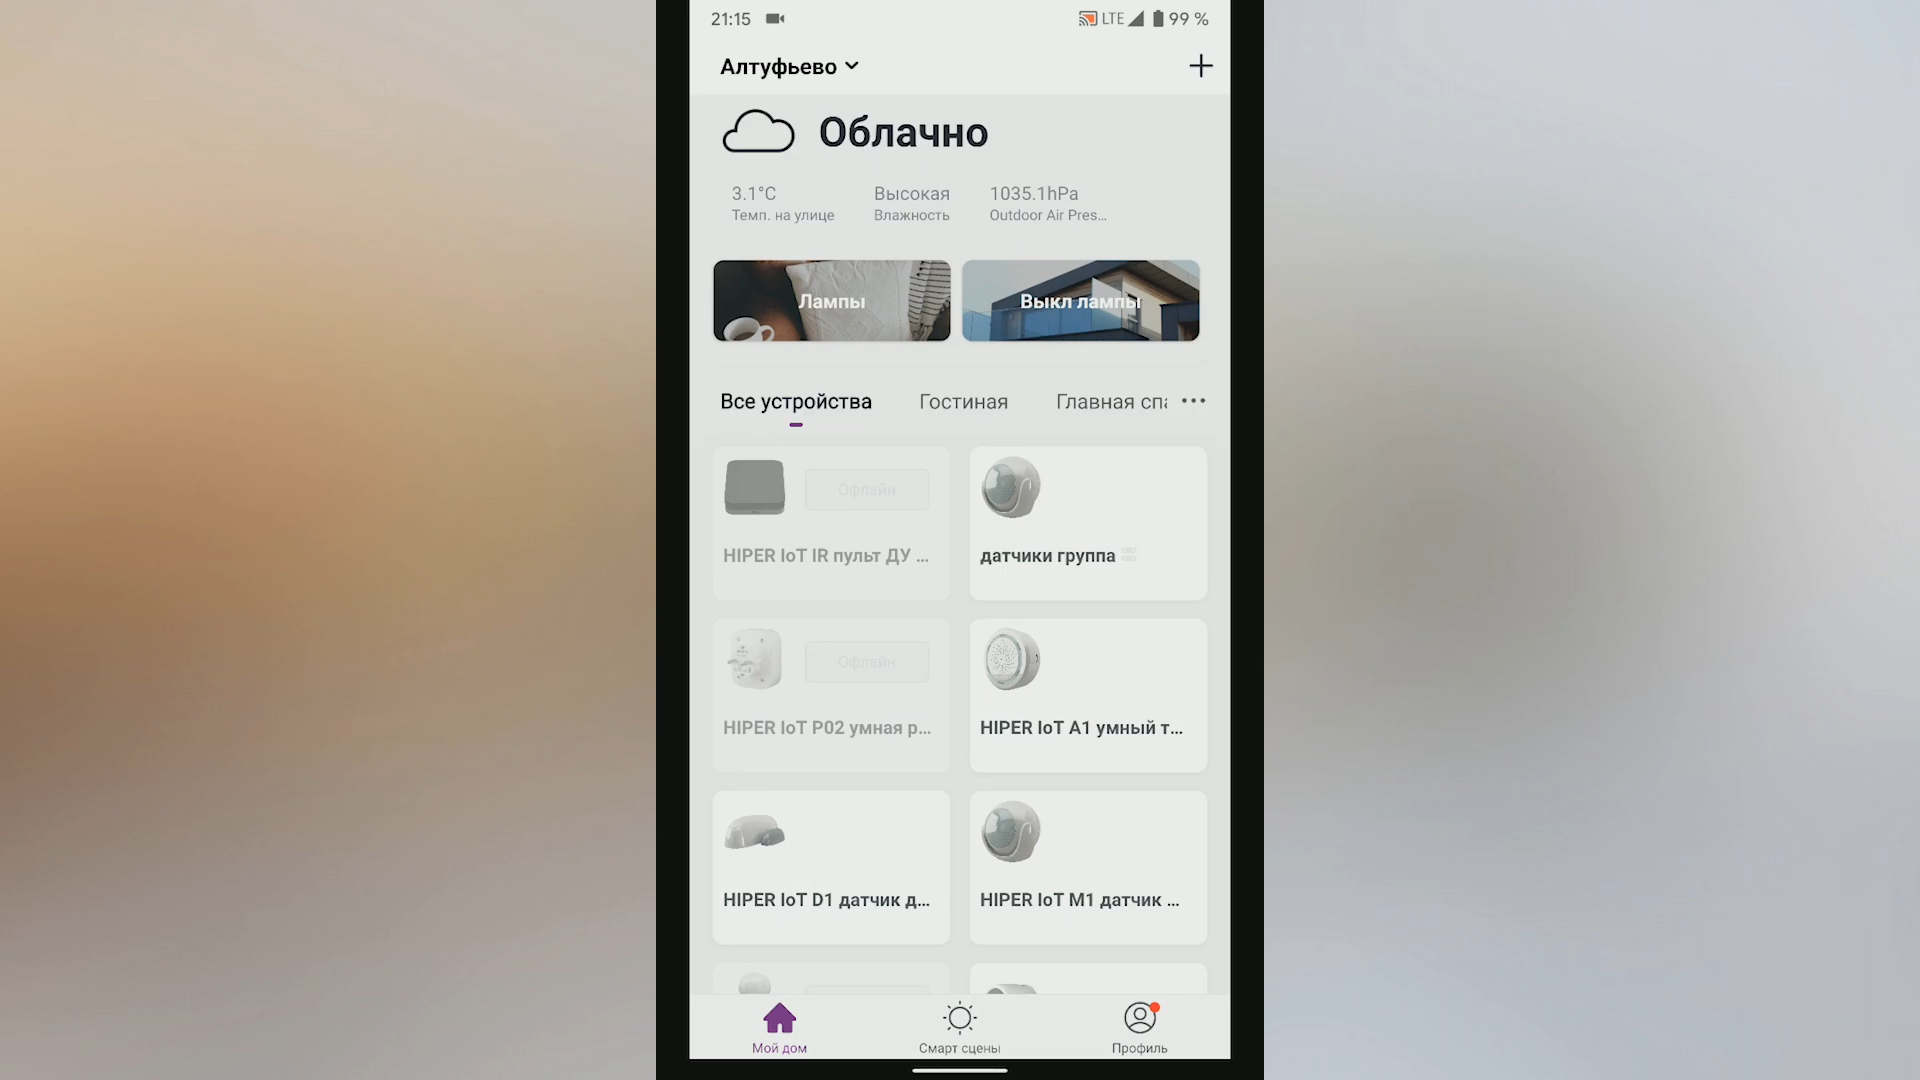 21:15 LTE 99 %
Алтуфьево
Облачно
3.1°C Высокая 1035.1hPa
Темп. на улице Влажность Outdoor Air Pres...
Лампы Выкл лампы
Все устройства Гостиная Главная спа
Офлайн
HIPER IoT IR пульт ДУ ... датчики группа
Офлайн
HIPER IoT P02 умная р... HIPER IoT A1 умный т...
HIPER IoT D1 датчик д... HIPER IoT M1 датчик ...
Мой дом Смарт сцены Профиль